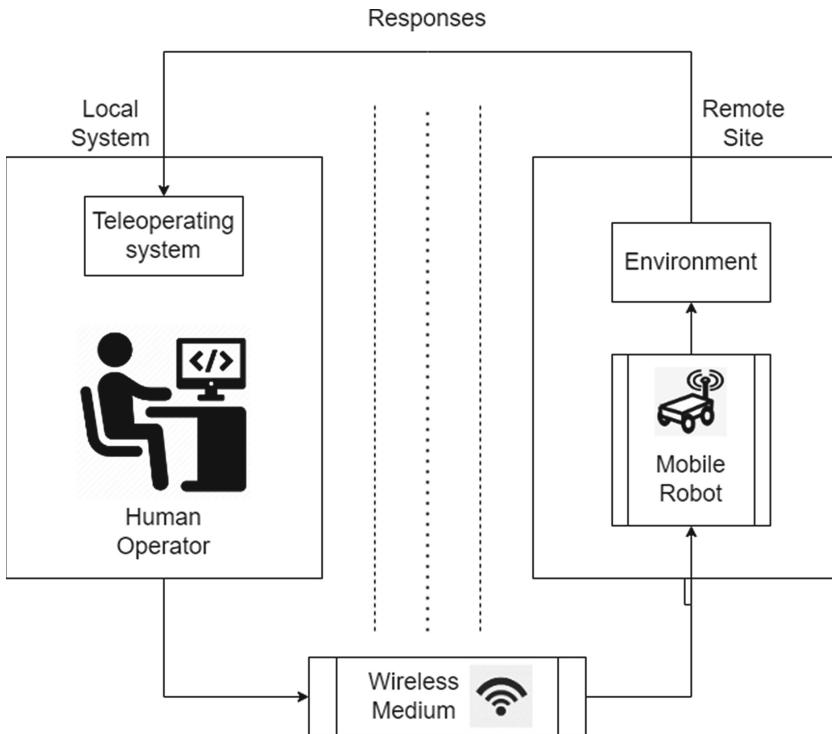 Responses
Local
System
Remote
Site
Teleoperating
system
Environment
</>
Mobile
Robot
Human
Operator
Wireless
Medium